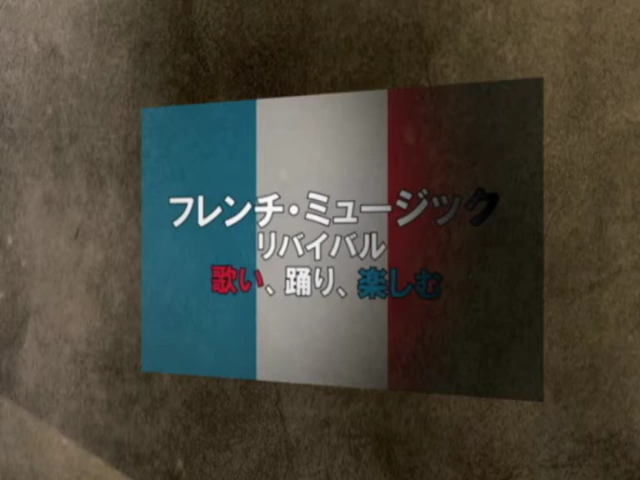 フレンチ・ミュージック
リバイバル
歌い、踊り、楽しむ